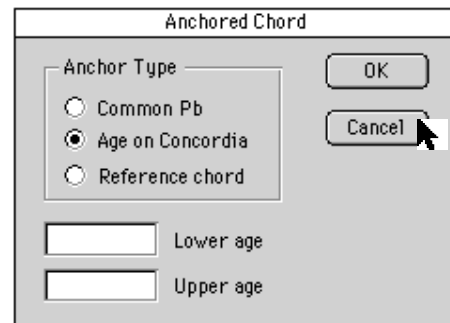 Anchored Chord
Anchor Type
OK
Common Pb
Age on Concordia
Cancel
Reference chord
Lower age
Upper age